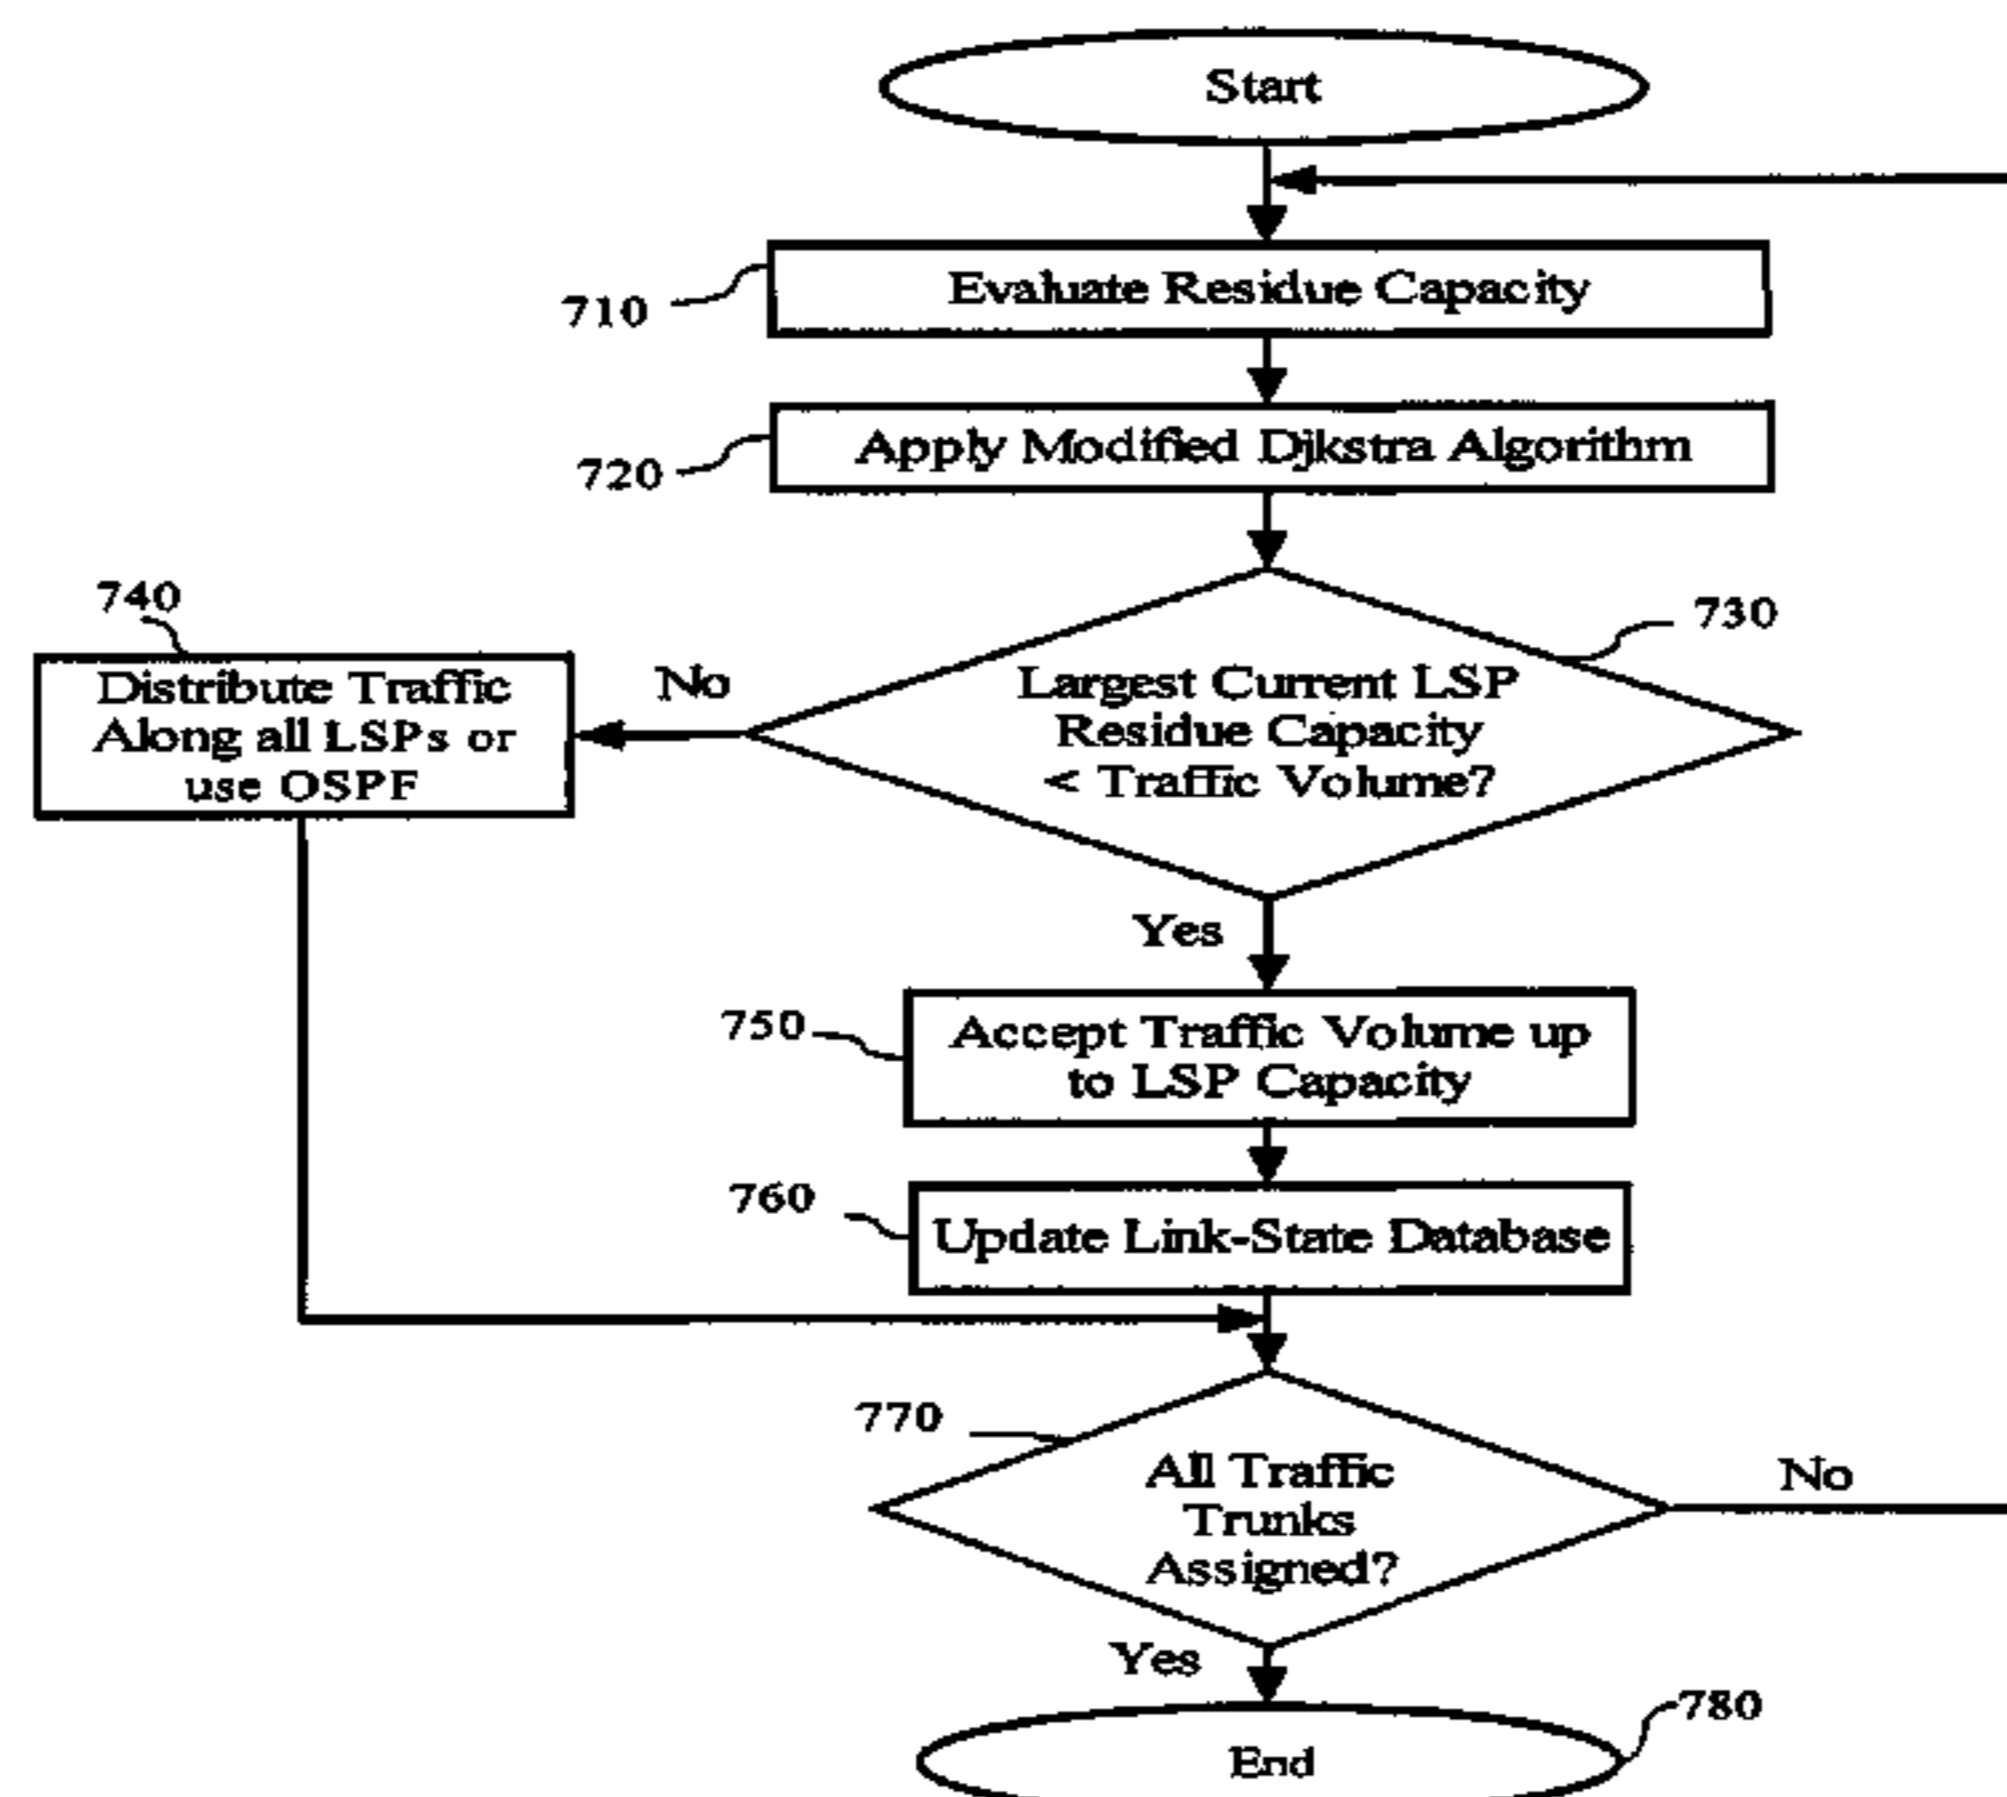 Start
Evaluate Residue Capacity
710
Apply Modified Djkstra Algorithm
720
740
730
Distribute Traffic
Along all LSPs or
use OSPF
No
Largest Current LSP
Residue Capacity
< Traffic Volume?
Yes
750
Accept Traffic Volume up
to LSP Capacity
760
Update Link-State Database
770
All Traffic
Trunks
Assigned?
No
Yes
780
End